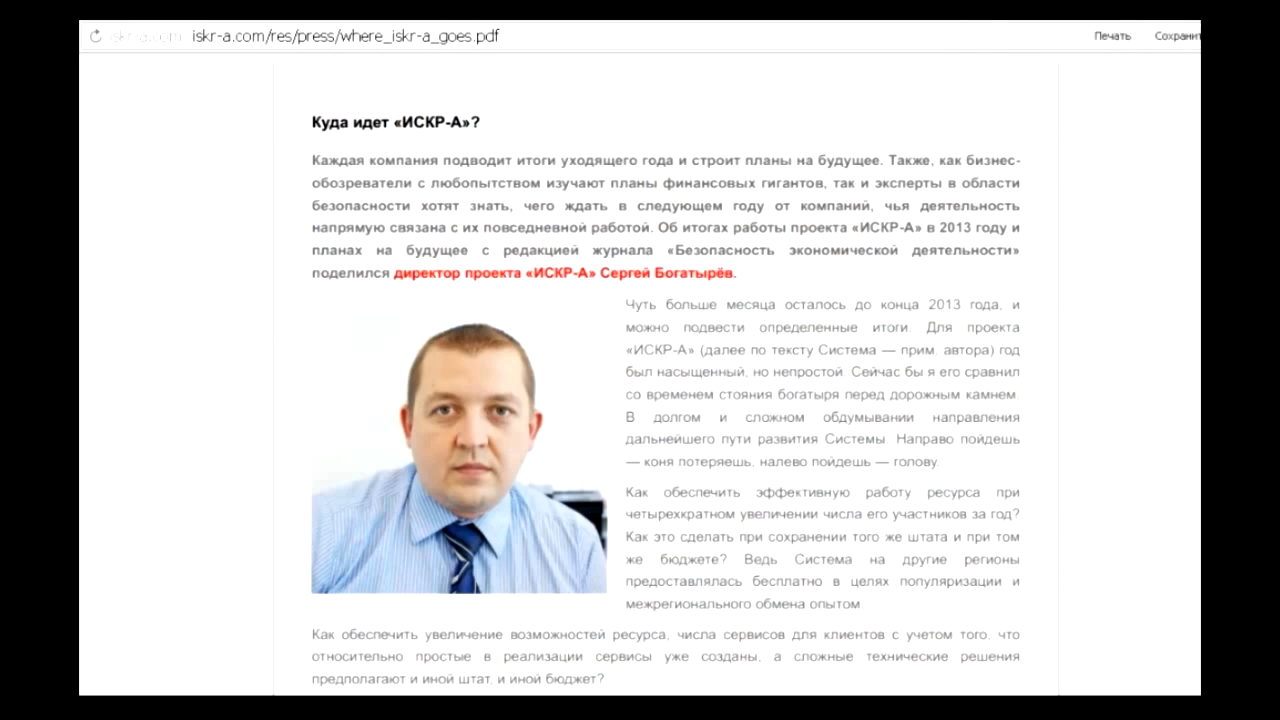 iskr-a.com iskr-a.com/res/press/where_iskr-a_goes.pdf
Печать Сохранит
Куда идет «ИСКР-А»?
Каждая компания подводит итоги уходящего года и строит планы на будущее. Также, как бизнес-
обозреватели с любопытством изучают планы финансовых гигантов, так и эксперты в области
безопасности хотят знать, чего ждать в следующем году от компаний, чья деятельность
напрямую связана с их повседневной работой. Об итогах работы проекта «ИСКР-А» в 2013 году и
планах на будущее с редакцией журнала «Безопасность экономической деятельности»
поделился директор проекта «ИСКР-А» Сергей Богатырёв.
Чуть больше месяца осталось до конца 2013 года, и
можно подвести определенные итоги. Для проекта
«ИСКР-А» (далее по тексту Система — прим. автора) год
был насыщенный, но непростой. Сейчас бы я его сравнил
со временем стояния богатыря перед дорожным камнем.
В долгом и сложном обдумывании направления
дальнейшего пути развития Системы. Направо пойдешь
— коня потеряешь, налево пойдешь — голову.
Как обеспечить эффективную работу ресурса при
четырехкратном увеличении числа его участников за год?
Как это сделать при сохранении того же штата и при том
же бюджете? Ведь Система на другие регионы
предоставлялась бесплатно в целях популяризации и
межрегионального обмена опытом.
Как обеспечить увеличение возможностей ресурса, числа сервисов для клиентов с учетом того, что
относительно простые в реализации сервисы уже созданы, а сложные технические решения
предполагают и иной штат, и иной бюджет?